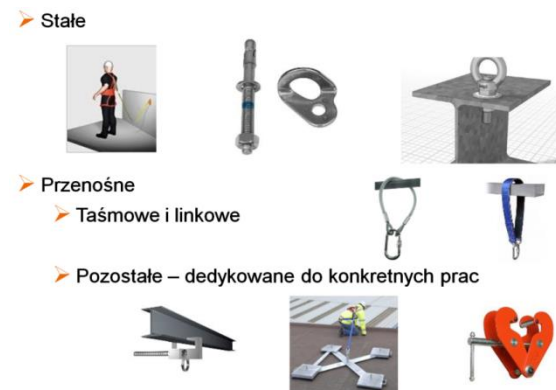 Stałe
Przenośne
Taśmowe i linkowe
Pozostałe – dedykowane do konkretnych prac